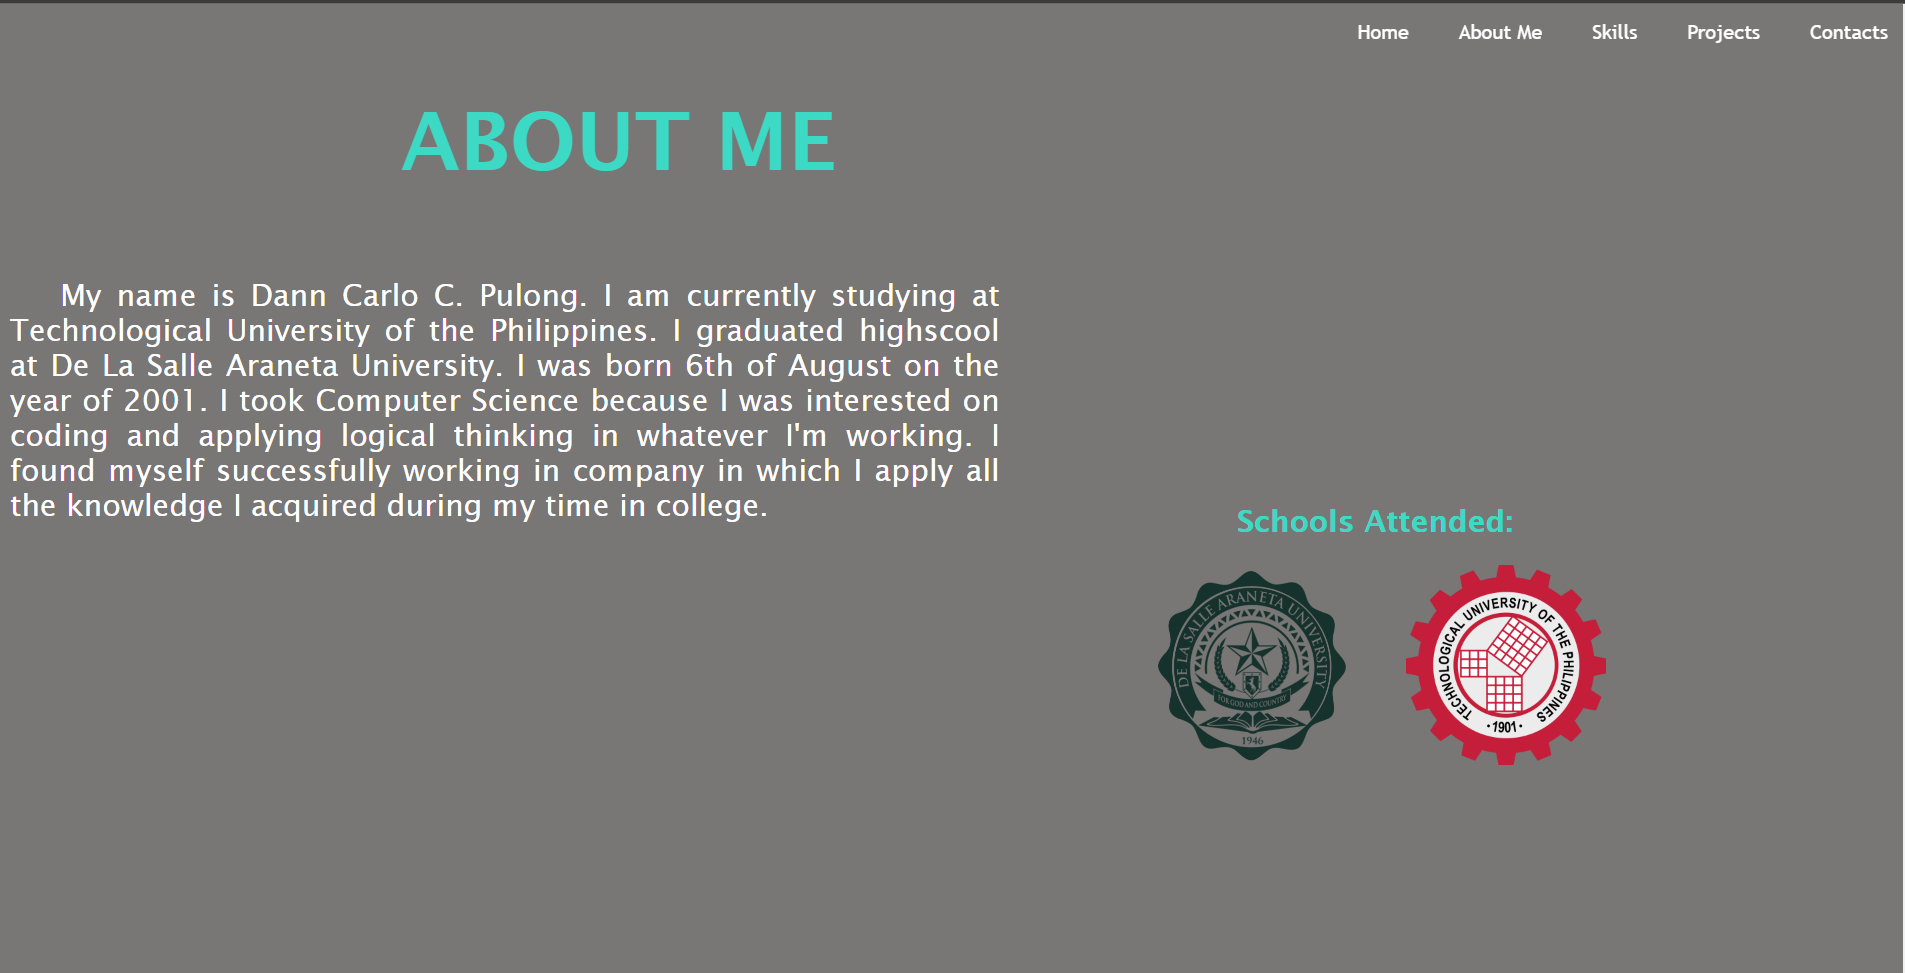 Home About Me Skills Projects Contacts
ABOUT ME
My name is Dann Carlo C. Pulong. I am currently studying at
Technological University of the Philippines. I graduated highscool
at De La Salle Araneta University. I was born 6th of August on the
year of 2001. I took Computer Science because I was interested on
coding and applying logical thinking in whatever I'm working. I
found myself successfully working in company in which I apply all
the knowledge I acquired during my time in college.
Schools Attended:
DE LA SALLE ARANETA UNIVERSITY
FOR GOD AND COUNTRY
1946
TECHNOLOGICAL UNIVERSITY OF THE PHILIPPINES
• 1901 •